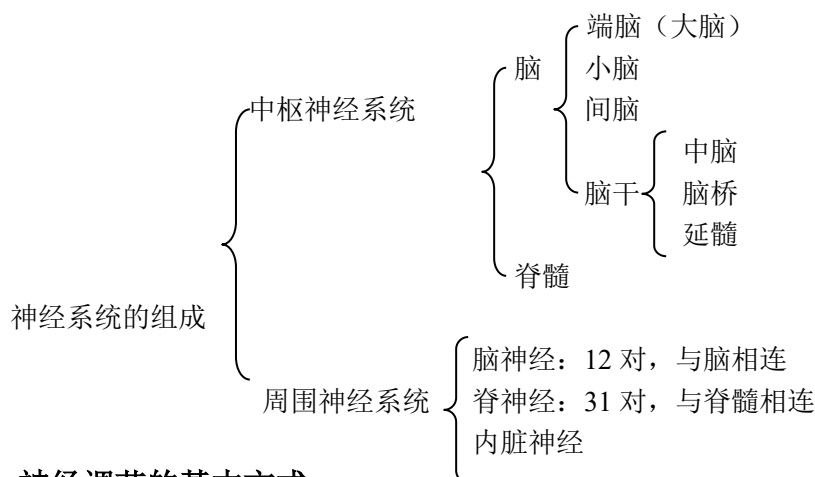 端脑（大脑）
脑
小脑
间脑
中枢神经系统
中脑
脑干
脑桥
延髓
脊髓
神经系统的组成
脑神经：12 对，与脑相连
周围神经系统
脊神经：31 对，与脊髓相连
内脏神经